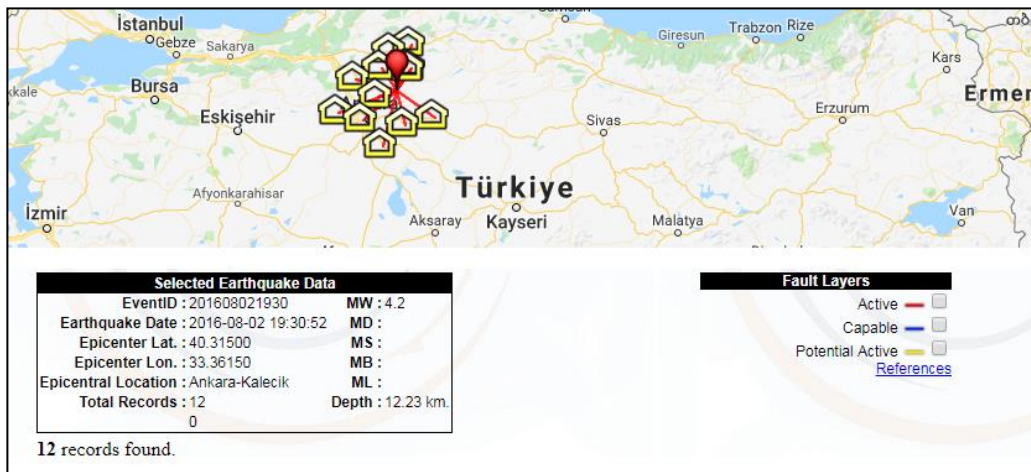 Samsun
İstanbul
Gebze
Sakarya
Giresun
Trabzon
Rize
Kars
Bursa
Ermen
Eskişehir
Erzurum
Sivas
Türkiye
Afyonkarahisar
İzmir
Aksaray
Kayseri
Malatya
Van
Selected Earthquake Data
EventID : 201608021930 MW : 4.2
Earthquake Date : 2016-08-02 19:30:52 MD :
Epicenter Lat. : 40.31500 MS :
Epicenter Lon. : 33.36150 MB :
Epicentral Location : Ankara-Kalecik ML :
Total Records : 12 Depth : 12.23 km.
0
Fault Layers
Active
Capable
Potential Active
References
12 records found.